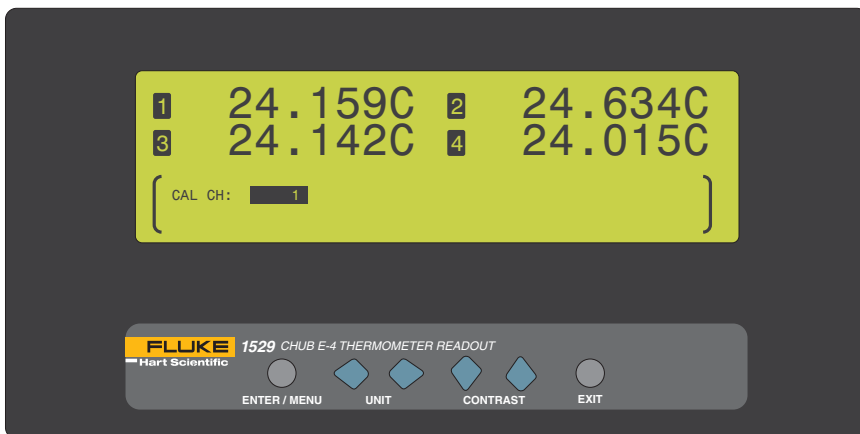 1 24.159C 2 24.634C
3 24.142C 4 24.015C
CAL CH: 1
FLUKE
Hart Scientific
1529 CHUB E-4 THERMOMETER READOUT
ENTER / MENU UNIT CONTRAST EXIT